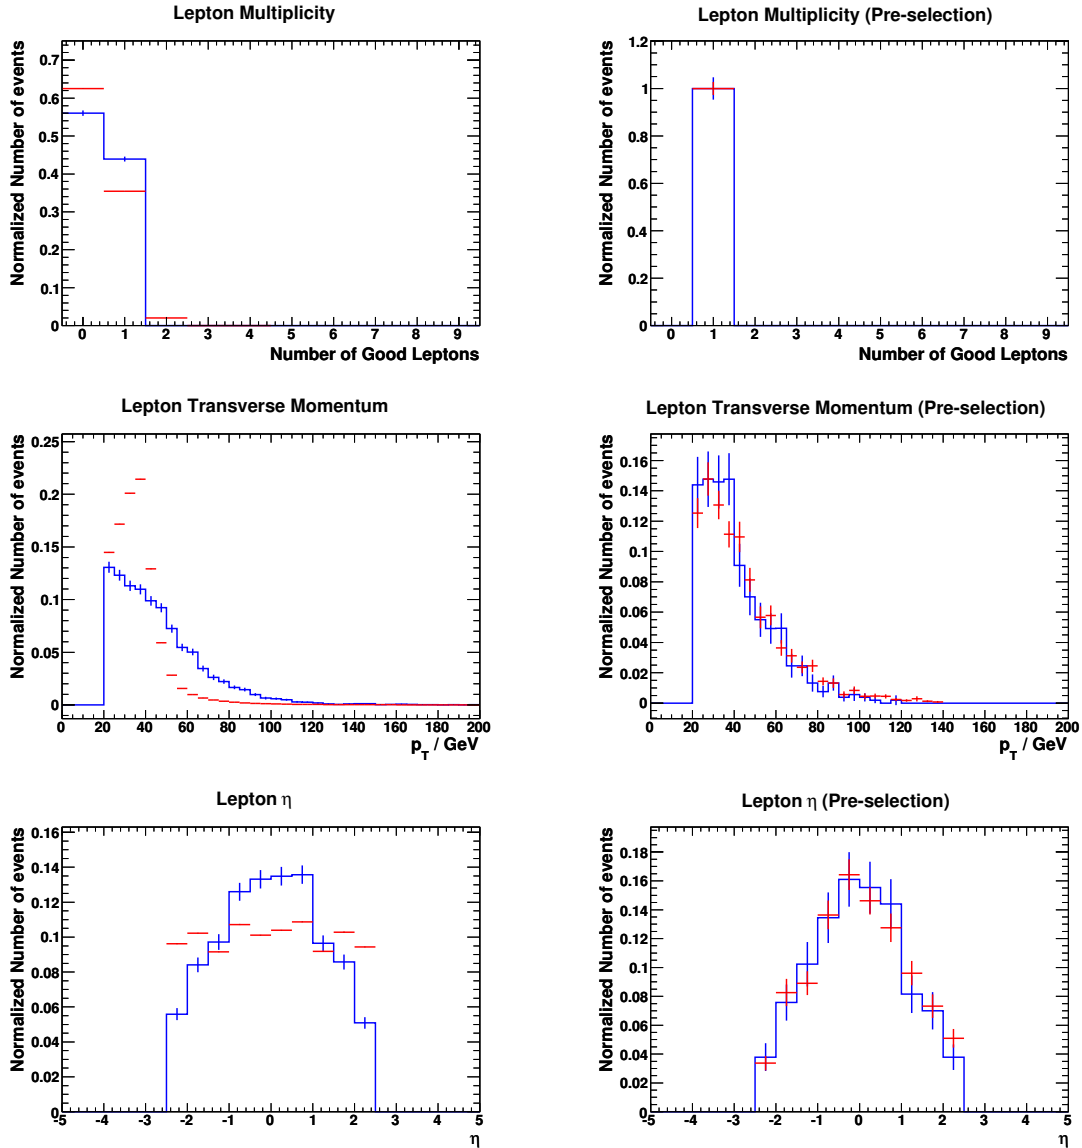 Lepton Multiplicity
Normalized Number of events
0.7
0.6
0.5
0.4
0.3
0.2
0.1
0
0 1 2 3 4 5 6 7 8 9
Number of Good Leptons
Lepton Multiplicity (Pre-selection)
Normalized Number of events
1.2
1
0.8
0.6
0.4
0.2
0
0 1 2 3 4 5 6 7 8 9
Number of Good Leptons
Lepton Transverse Momentum
Normalized Number of events
0.25
0.2
0.15
0.1
0.05
0
0 20 40 60 80 100 120 140 160 180 200
p_T / GeV
Lepton Transverse Momentum (Pre-selection)
Normalized Number of events
0.16
0.14
0.12
0.1
0.08
0.06
0.04
0.02
0
0 20 40 60 80 100 120 140 160 180 200
p_T / GeV
Lepton η
Normalized Number of events
0.16
0.14
0.12
0.1
0.08
0.06
0.04
0.02
0
-5 -4 -3 -2 -1 0 1 2 3 4 5
η
Lepton η (Pre-selection)
Normalized Number of events
0.18
0.16
0.14
0.12
0.1
0.08
0.06
0.04
0.02
0
-5 -4 -3 -2 -1 0 1 2 3 4 5
η